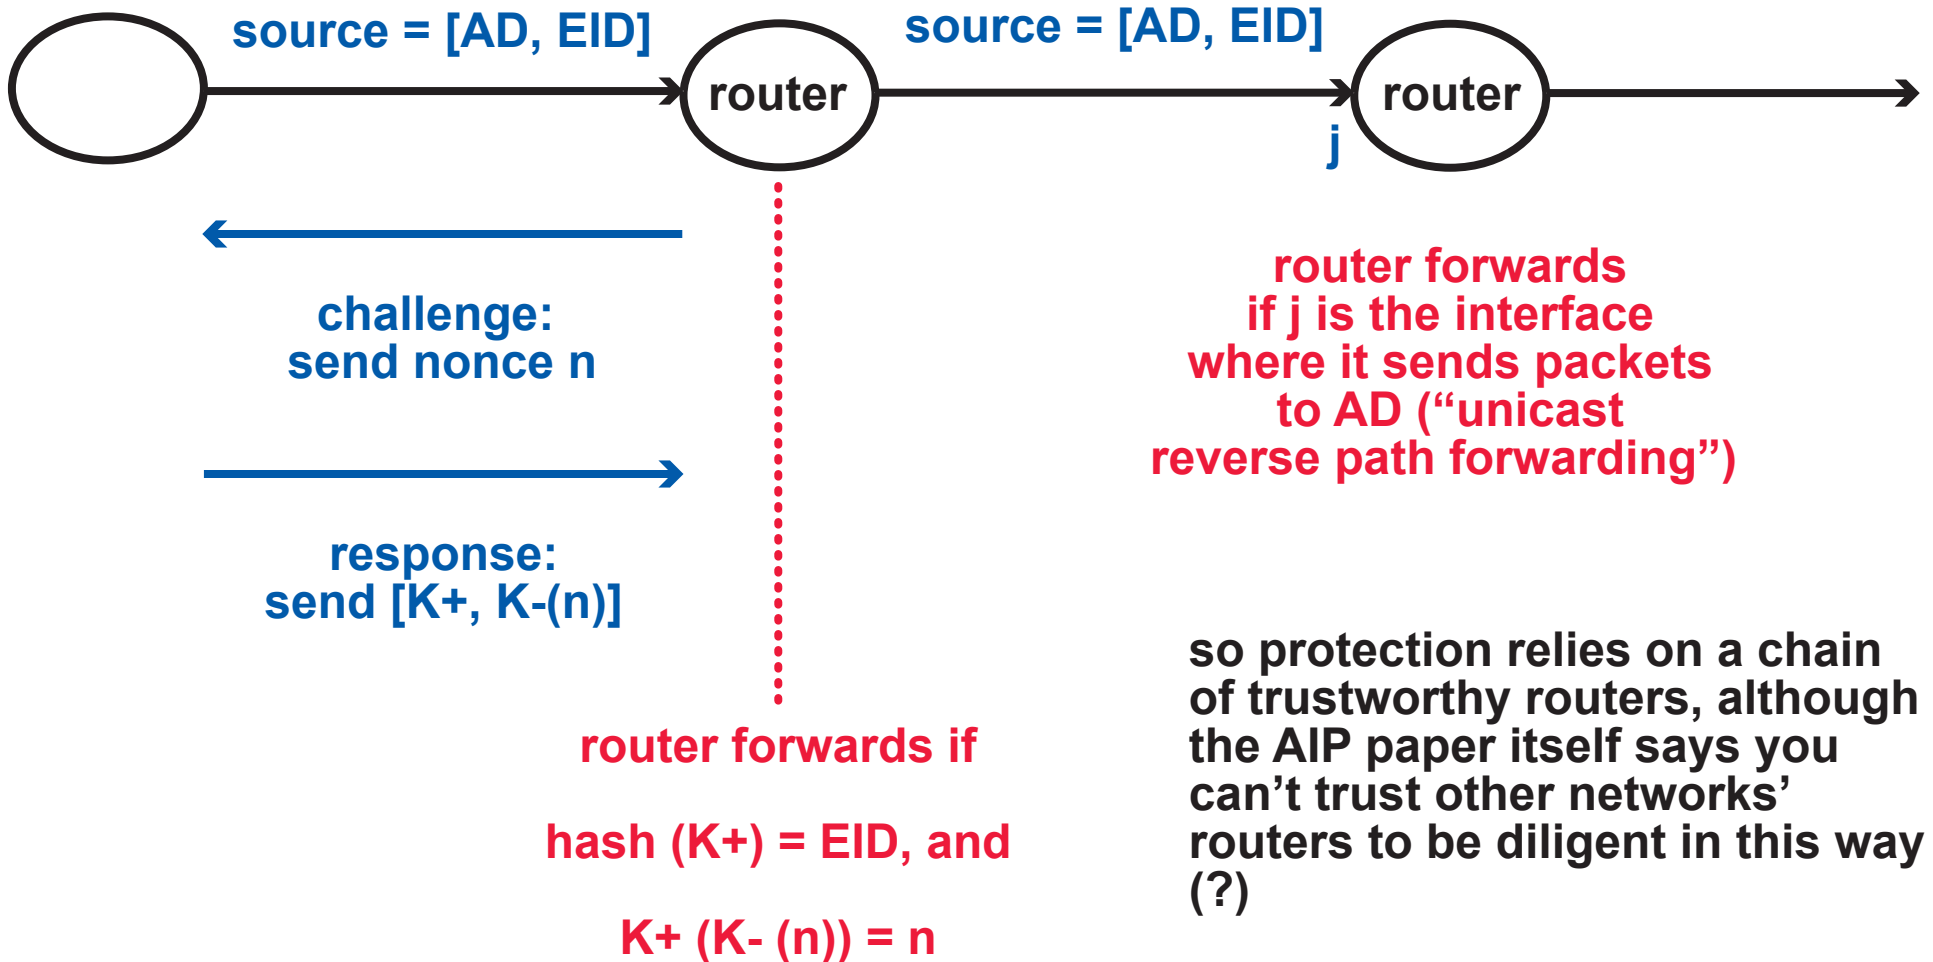 source = [AD, EID]
source = [AD, EID]
router
router
j
challenge:
send nonce n
response:
send [K+, K-(n)]
router forwards if
hash (K+) = EID, and
K+ (K- (n)) = n
router forwards
if j is the interface
where it sends packets
to AD (“unicast
reverse path forwarding”)
so protection relies on a chain
of trustworthy routers, although
the AIP paper itself says you
can’t trust other networks’
routers to be diligent in this way
(?)